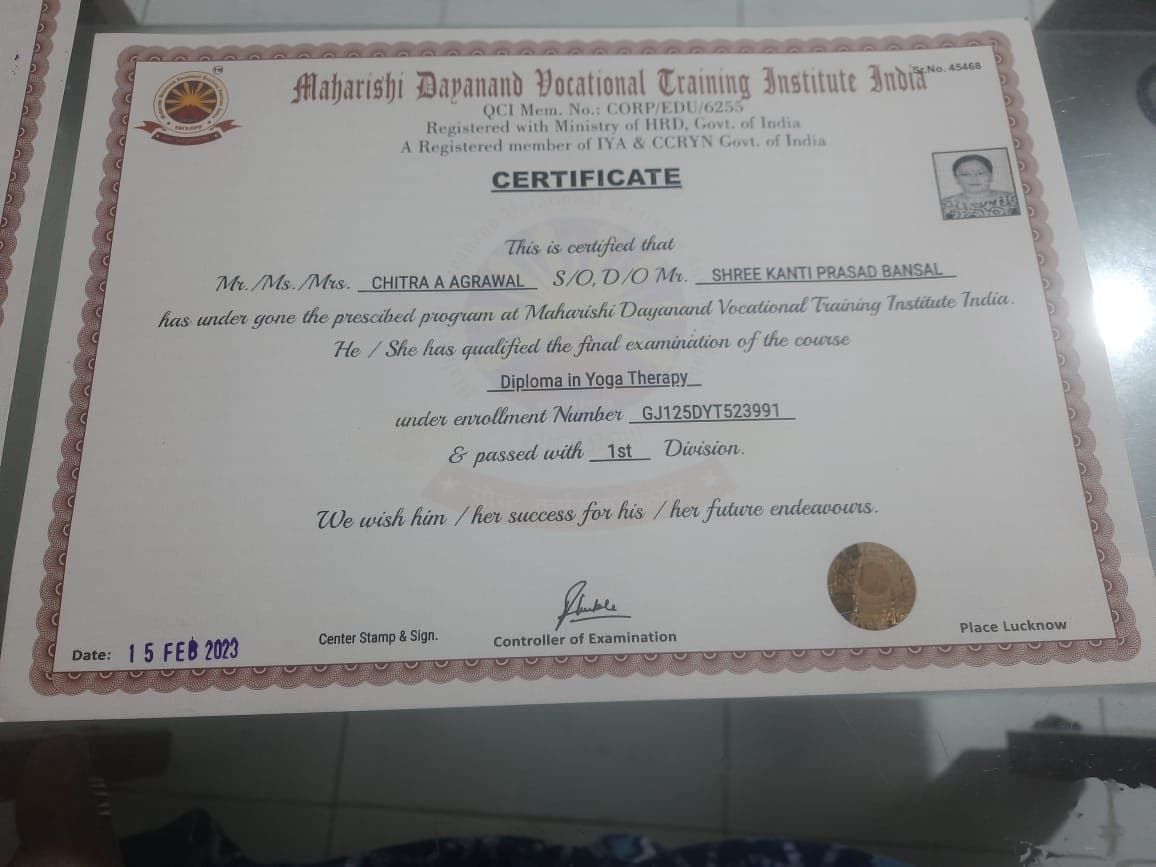 Maharishi Dayanand Vocational Training Institute India
Sr.No. 45468
QCI Mem. No.: CORP/EDU/6255
Registered with Ministry of HRD, Govt. of India
A Registered member of IYA & CCRYN Govt. of India
CERTIFICATE
This is certified that
Mr./Ms./Mrs. CHITRA A AGRAWAL S/O, D/O Mr. SHREE KANTI PRASAD BANSAL
has under gone the prescibed program at Maharishi Dayanand Vocational Training Institute India.
He / She has qualified the final examination of the course
Diploma in Yoga Therapy
under enrollment Number GJ125DYT523991
& passed with 1st Division.
We wish him / her success for his / her future endeavours.
Date: 15 FEB 2023
Center Stamp & Sign.
Controller of Examination
Place Lucknow